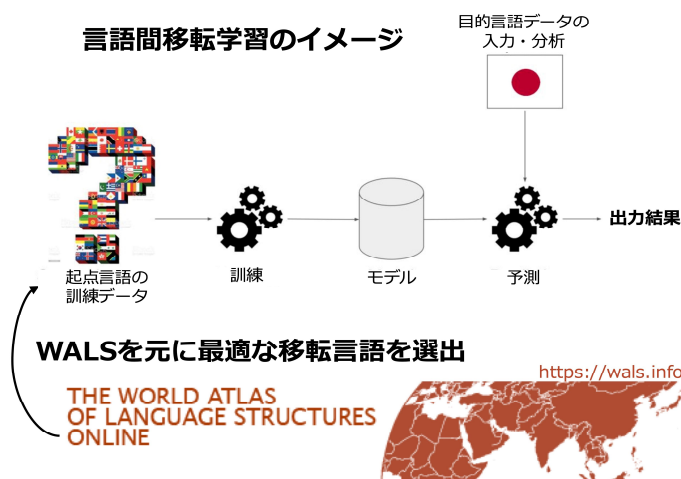 言語間移転学習のイメージ
目的言語データの
入力・分析
出力結果
起点言語の
訓練データ
訓練
モデル
予測
WALSを元に最適な移転言語を選出
https://wals.info
THE WORLD ATLAS
OF LANGUAGE STRUCTURES
ONLINE